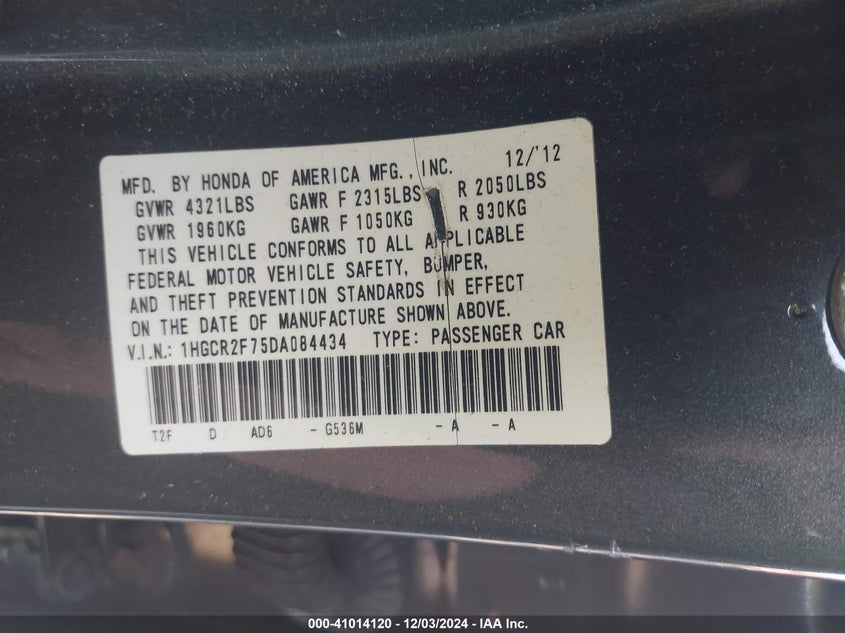 MFD. BY HONDA OF AMERICA MFG., INC. 12/'12
GVWR 4321LBS GAWR F 2315LBS R 2050LBS
GVWR 1960KG GAWR F 1050KG R 930KG
THIS VEHICLE CONFORMS TO ALL APPLICABLE
FEDERAL MOTOR VEHICLE SAFETY, BUMPER,
AND THEFT PREVENTION STANDARDS IN EFFECT
ON THE DATE OF MANUFACTURE SHOWN ABOVE.
V.I.N.: 1HGCR2F75DA084434 TYPE: PASSENGER CAR
T2F D AD6 - G536M - A - A
000-41014120 - 12/03/2024 - IAA Inc.